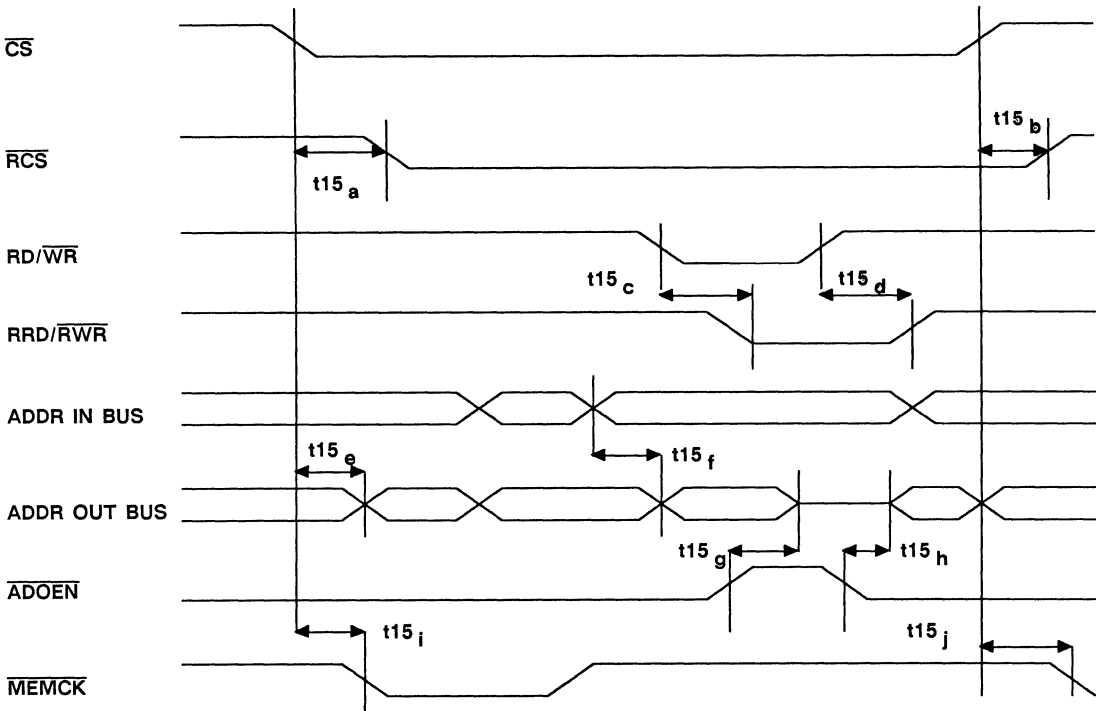 CS
t15 b
RCS
t15 a
RD/WR
t15 c
t15 d
RRD/RWR
ADDR IN BUS
t15 e
t15 f
ADDR OUT BUS
t15 g
t15 h
ADOEN
t15 i
t15 j
MEMCK